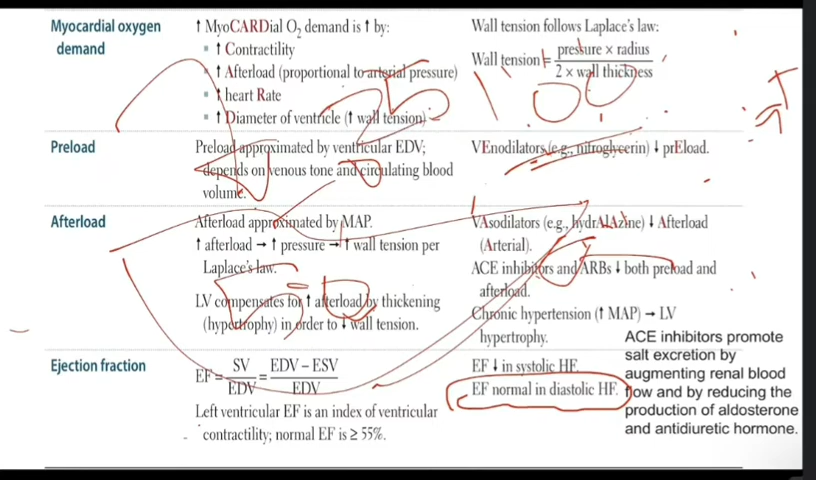 Myocardial oxygen
demand
↑ MyoCARDial O₂ demand is ↑ by:
▪ ↑ Contractility
▪ ↑ Afterload (proportional to arterial pressure)
▪ ↑ heart Rate
▪ ↑ Diameter of ventricle (↑ wall tension)
Wall tension follows Laplace's law:
Wall tension = pressure × radius
2 × wall thickness
Preload
Preload approximated by ventricular EDV;
depends on venous tone and circulating blood
volume.
VEnodilators (e.g., nitroglycerin) ↓ prEload.
Afterload
Afterload approximated by MAP.
↑ afterload → ↑ pressure → ↑ wall tension per
Laplace's law.
LV compensates for ↑ afterload by thickening
(hypertrophy) in order to ↓ wall tension.
VAsodilators (e.g., hydrALAzine) ↓ Afterload
(Arterial).
ACE inhibitors and ARBs ↓ both preload and
afterload.
Chronic hypertension (↑ MAP) → LV
hypertrophy.
Ejection fraction
EF = SV/EDV = EDV – ESV/EDV
Left ventricular EF is an index of ventricular
contractility; normal EF is ≥ 55%.
EF ↓ in systolic HF.
EF normal in diastolic HF.
ACE inhibitors promote
salt excretion by
augmenting renal blood
flow and by reducing the
production of aldosterone
and antidiuretic hormone.